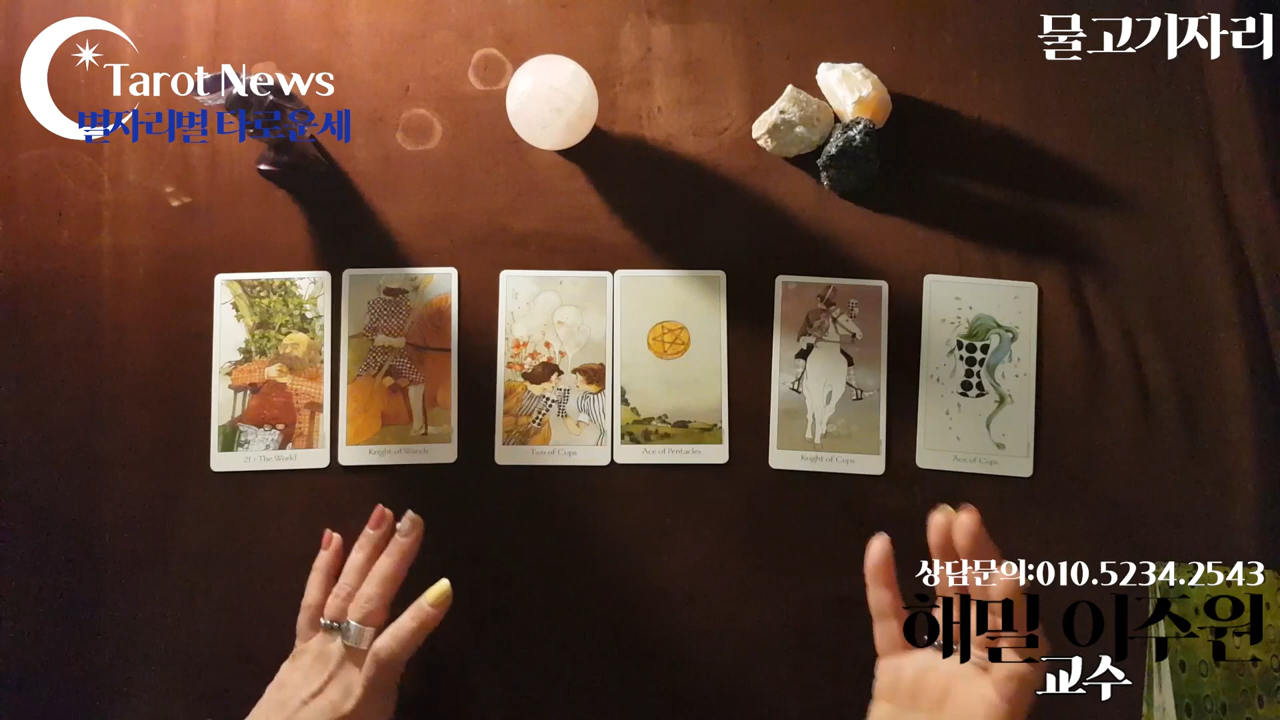 물고기자리
Tarot News
별자리별 타로운세
21 : The World
Knight of Wands
Two of Cups
Ace of Pentacles
Knight of Cups
Ace of Cups
상담문의:010.5234.2543
해밀 이주원
교수